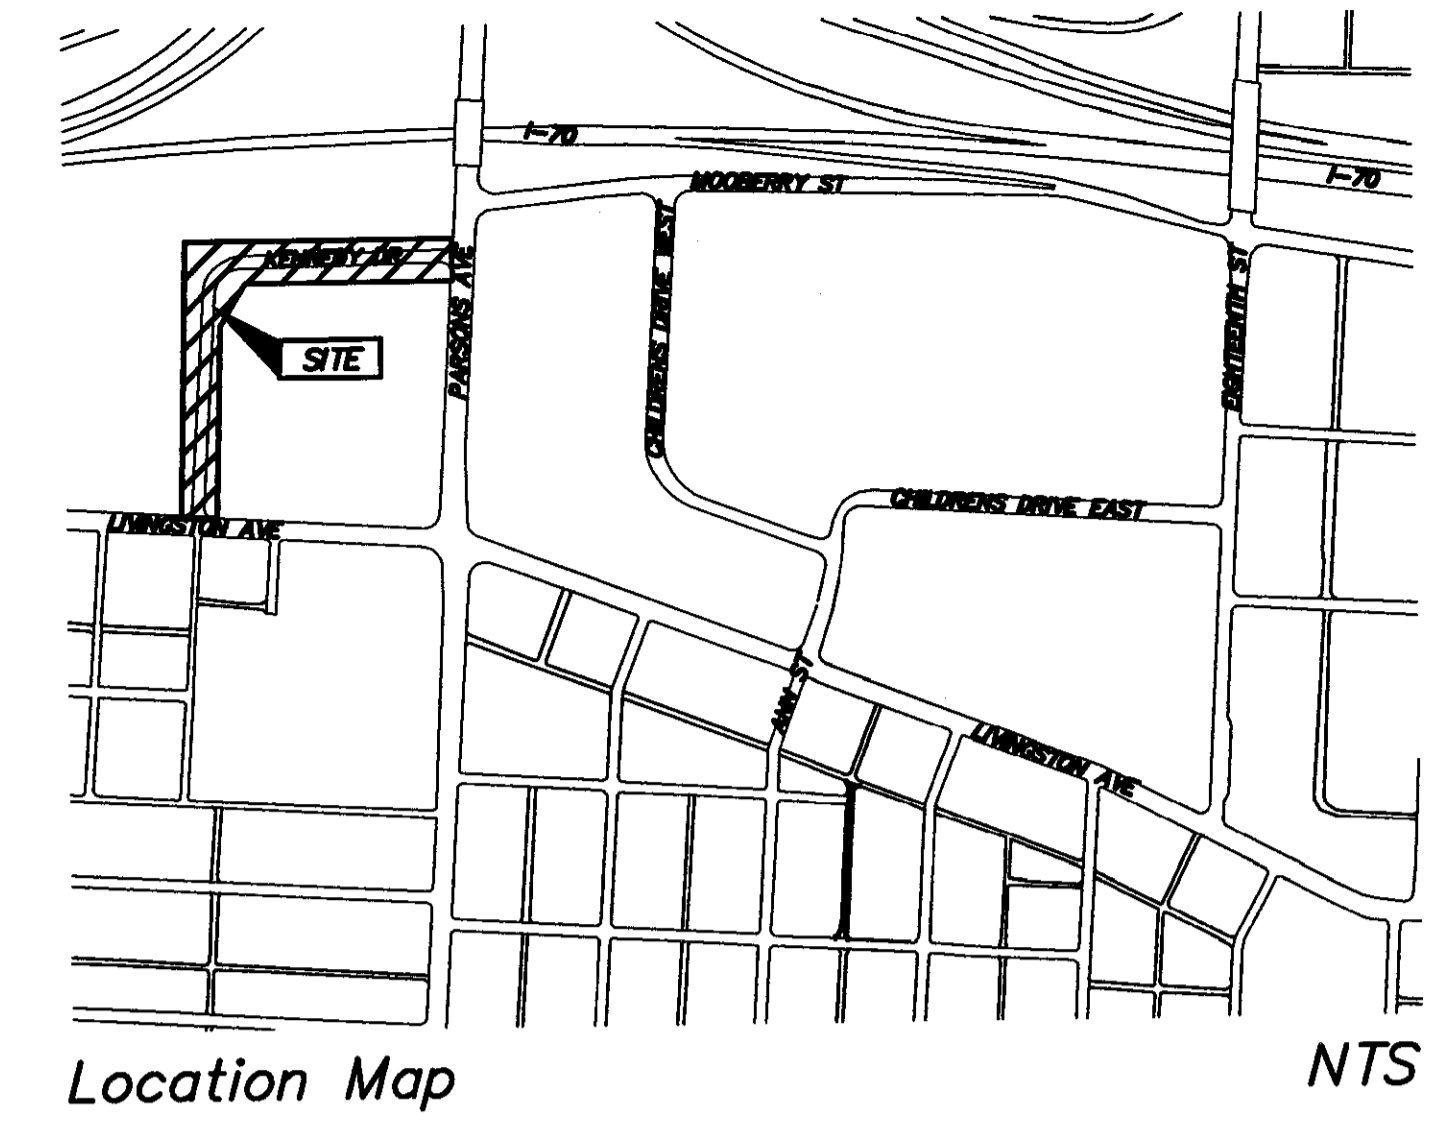 I-70
MOOBERRY ST
I-70
KENNEDY DR
PARSONS AVE
CHILDRENS DRIVE WEST
EIGHTEENTH ST
SITE
CHILDRENS DRIVE EAST
LIVINGSTON AVE
ANN ST
LIVINGSTON AVE
Location Map
NTS